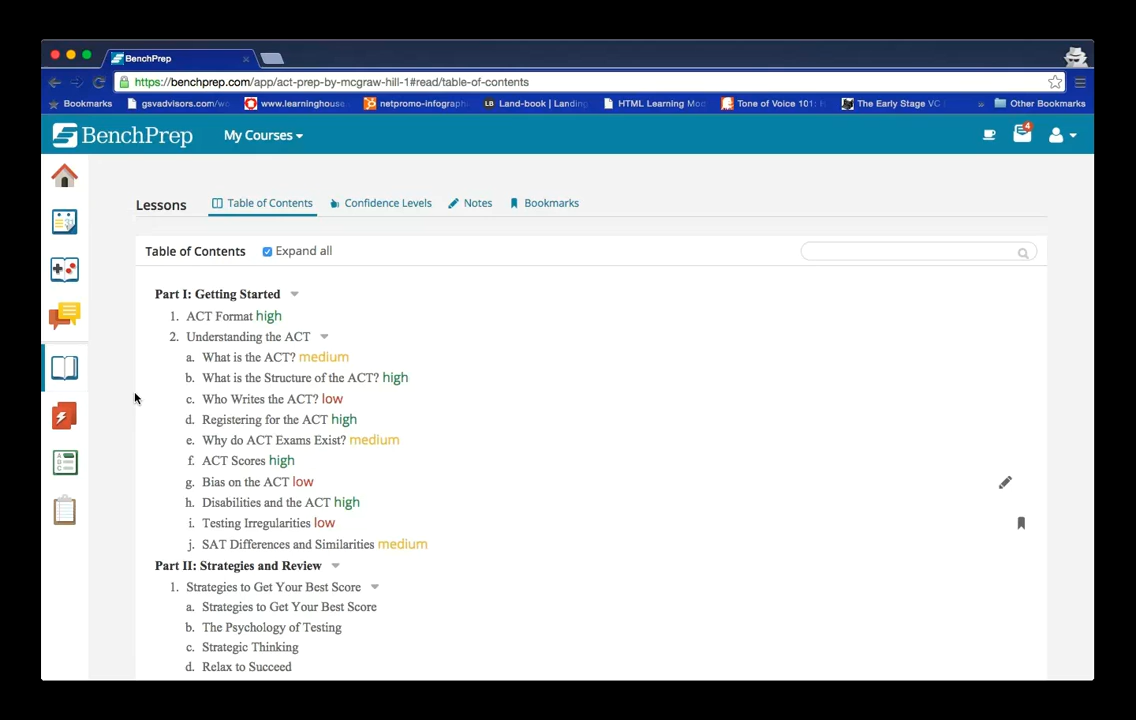 BenchPrep
https://benchprep.com/app/act-prep-by-mcgraw-hill-1#read/table-of-contents
Bookmarks gsvadvisors.com/wc www.learninghouse. netpromo-infograph LB Land-book | Landing HTML Learning Mod Tone of Voice 101: H The Early Stage VC » Other Bookmarks
BenchPrep My Courses 4
Lessons Table of Contents Confidence Levels Notes Bookmarks
Table of Contents Expand all
Part I: Getting Started
1. ACT Format high
2. Understanding the ACT
a. What is the ACT? medium
b. What is the Structure of the ACT? high
c. Who Writes the ACT? low
d. Registering for the ACT high
e. Why do ACT Exams Exist? medium
f. ACT Scores high
g. Bias on the ACT low
h. Disabilities and the ACT high
i. Testing Irregularities low
j. SAT Differences and Similarities medium
Part II: Strategies and Review
1. Strategies to Get Your Best Score
a. Strategies to Get Your Best Score
b. The Psychology of Testing
c. Strategic Thinking
d. Relax to Succeed